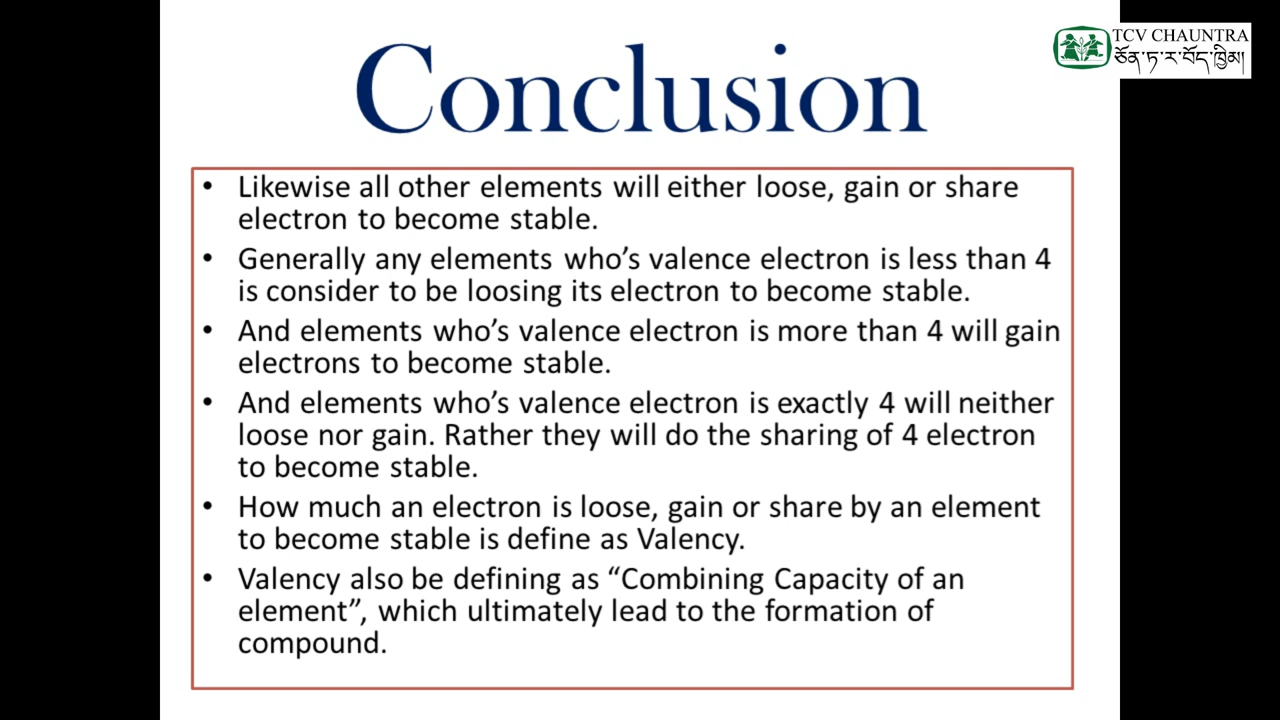 Conclusion
TCV CHAUNTRA
ཅོན་ཏ་ར་བོད་ཁྱིམ།
• Likewise all other elements will either loose, gain or share
electron to become stable.
• Generally any elements who’s valence electron is less than 4
is consider to be loosing its electron to become stable.
• And elements who’s valence electron is more than 4 will gain
electrons to become stable.
• And elements who’s valence electron is exactly 4 will neither
loose nor gain. Rather they will do the sharing of 4 electron
to become stable.
• How much an electron is loose, gain or share by an element
to become stable is define as Valency.
• Valency also be defining as “Combining Capacity of an
element”, which ultimately lead to the formation of
compound.